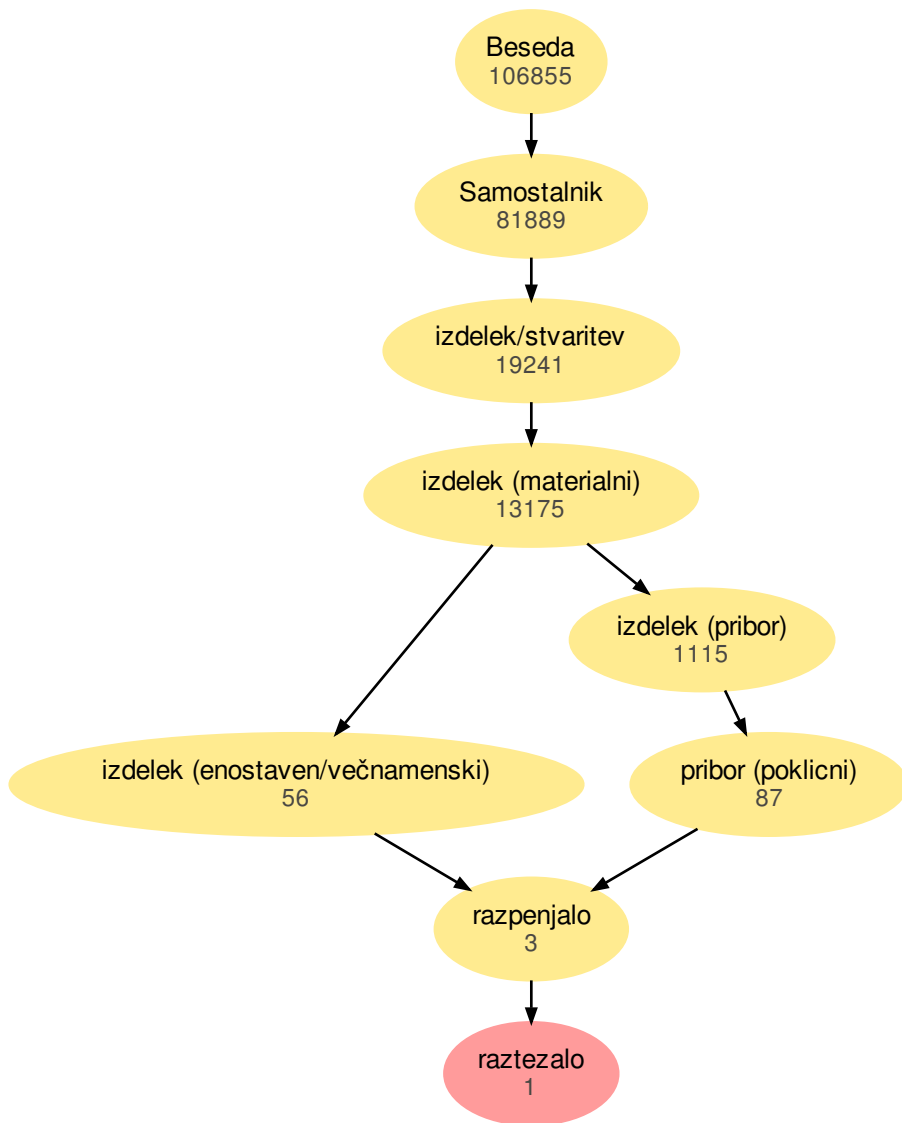 Beseda
106855
Samostalnik
81889
izdelek/stvaritev
19241
izdelek (materialni)
13175
izdelek (pribor)
1115
izdelek (enostaven/večnamenski)
56
pribor (poklicni)
87
razpenjalo
3
raztezalo
1